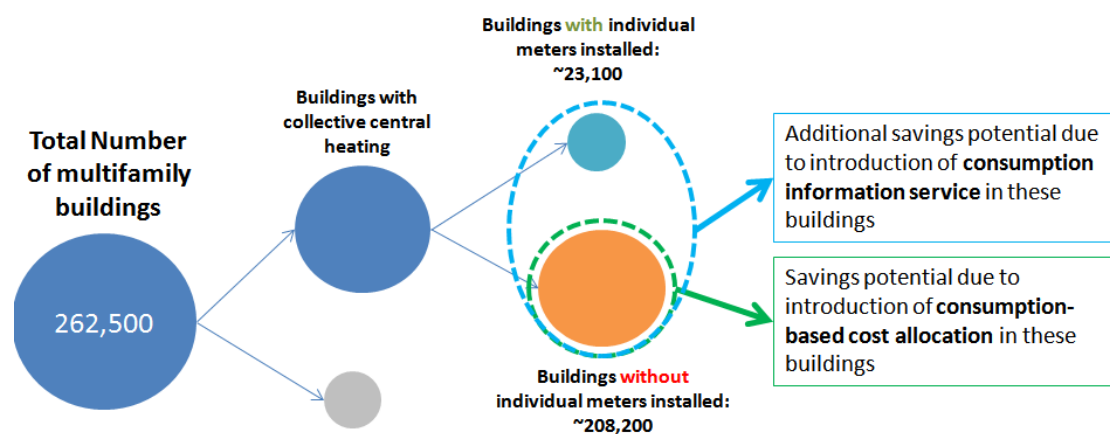 Total Number
of multifamily
buildings
262,500
Buildings with
collective central
heating
Buildings with individual
meters installed:
~23,100
Buildings without
individual meters installed:
~208,200
Additional savings potential due
to introduction of consumption
information service in these
buildings
Savings potential due to
introduction of consumption-
based cost allocation in these
buildings